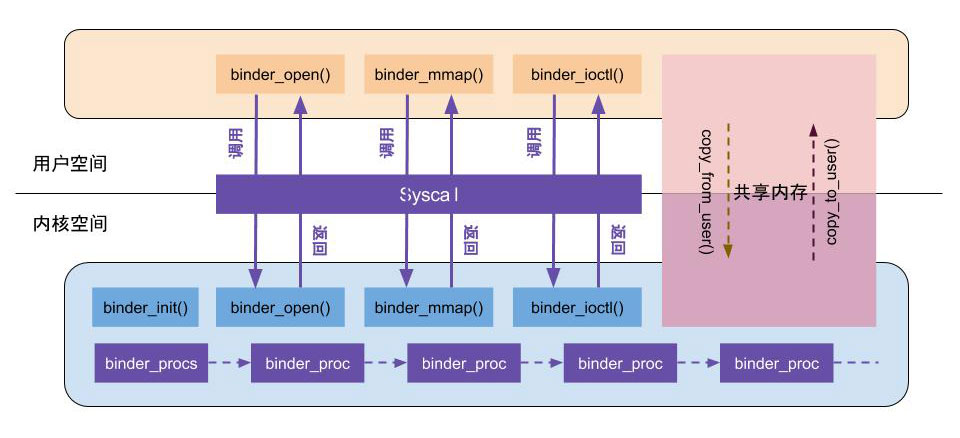 binder_open()
binder_mmap()
binder_ioctl()
调用
调用
调用
copy_from_user()
共享内存
copy_to_user()
用户空间
Syscall
内核空间
返回
返回
返回
binder_init()
binder_open()
binder_mmap()
binder_ioctl()
binder_procs
binder_proc
binder_proc
binder_proc
binder_proc